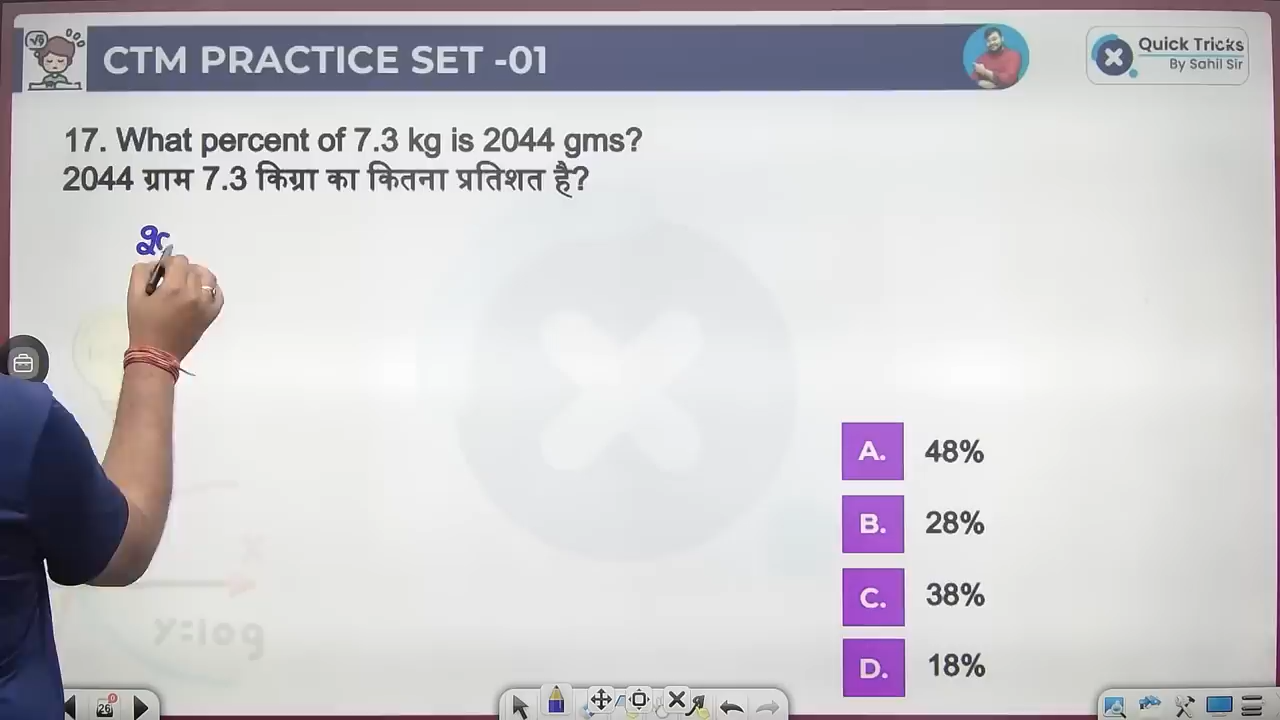 CTM PRACTICE SET -01
Quick Tricks
By Sahil Sir
17. What percent of 7.3 kg is 2044 gms?
2044 ग्राम 7.3 किग्रा का कितना प्रतिशत है?
A. 48%
B. 28%
C. 38%
D. 18%
y=log
26